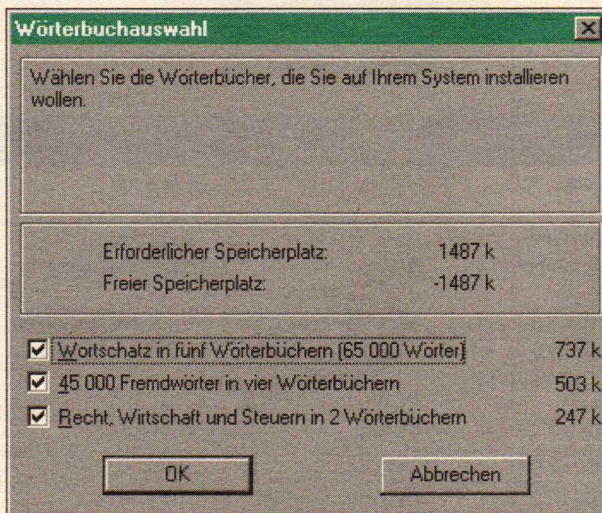 Wörterbuchauswahl
Wählen Sie die Wörterbücher, die Sie auf Ihrem System installieren
wollen.
Erforderlicher Speicherplatz: 1487 k
Freier Speicherplatz: -1487 k
Wortschatz in fünf Wörterbüchern (65 000 Wörter) 737 k
45 000 Fremdwörter in vier Wörterbüchern 503 k
Recht, Wirtschaft und Steuern in 2 Wörterbüchern 247 k
OK Abbrechen